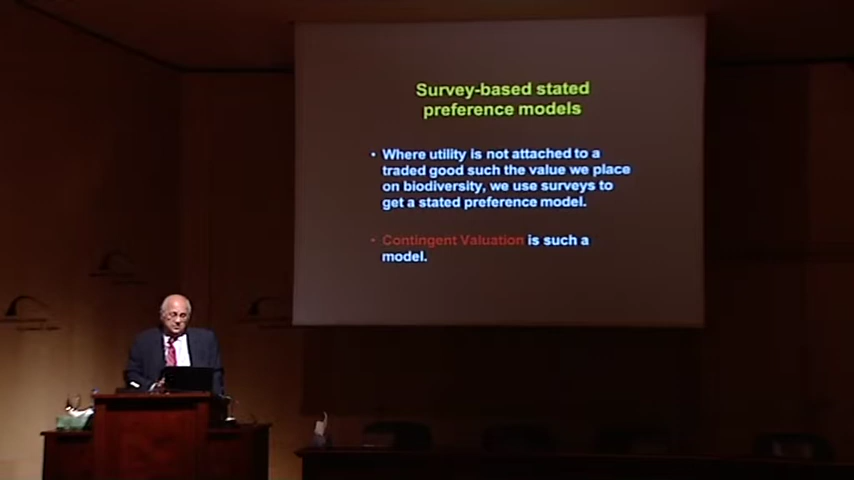 Survey-based stated
preference models
• Where utility is not attached to a
traded good such the value we place
on biodiversity, we use surveys to
get a stated preference model.
• Contingent Valuation is such a
model.